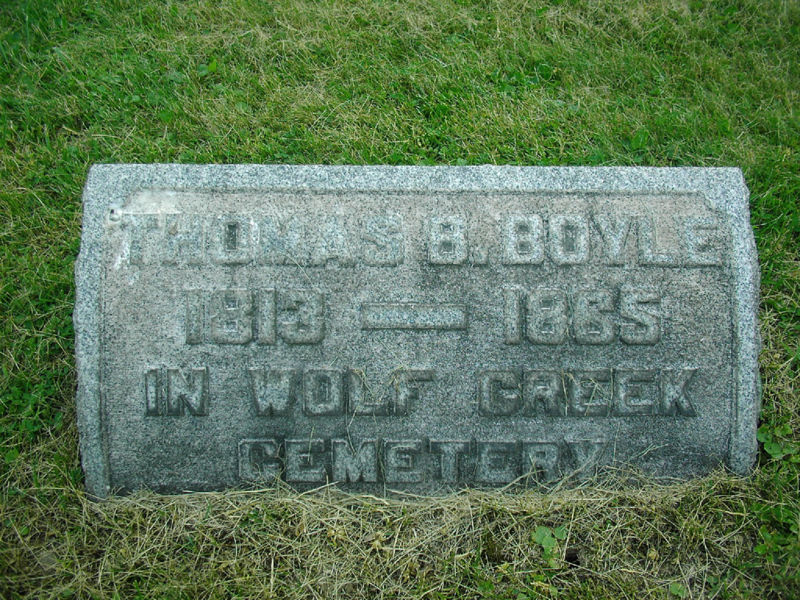 THOMAS B. BOYLE
1813 — 1865
IN WOLF CREEK
CEMETERY